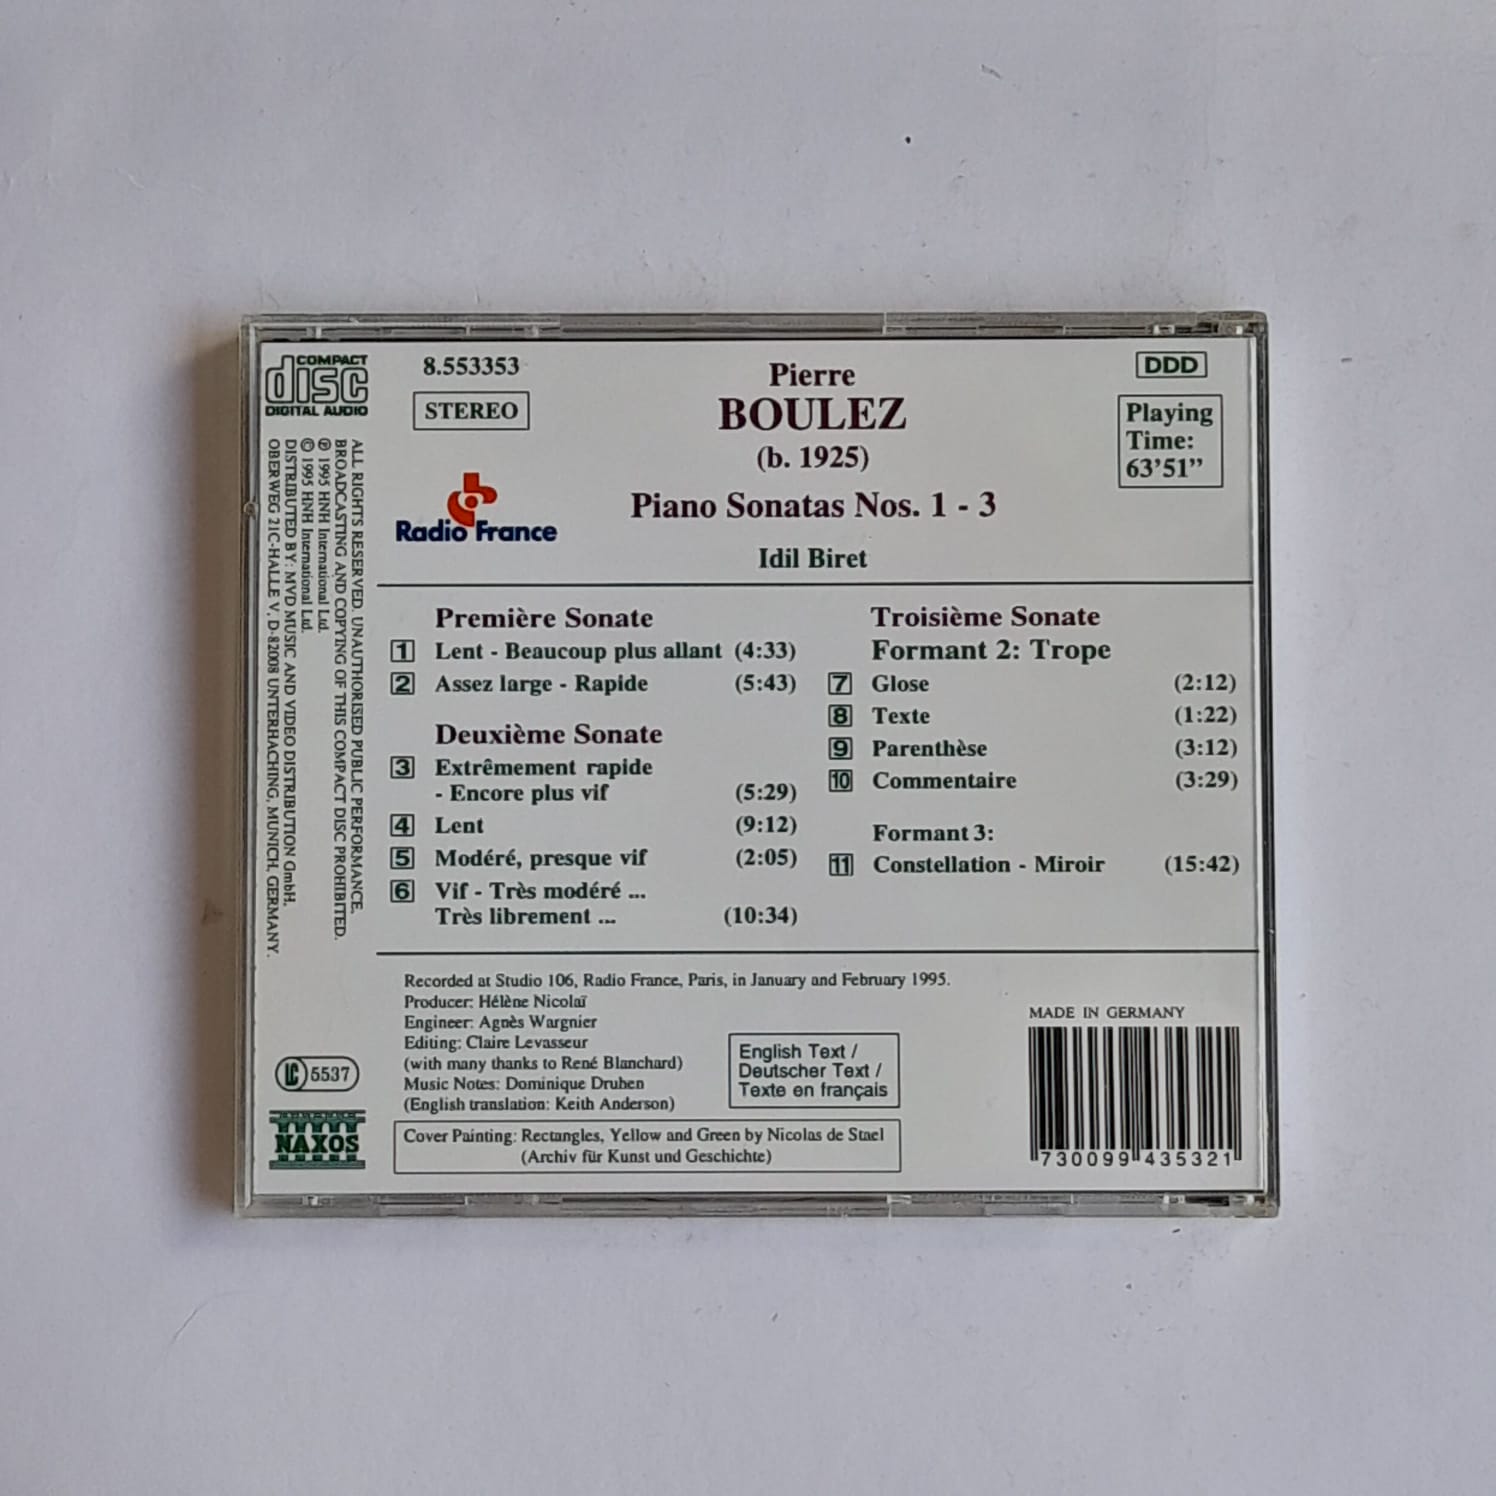 COMPACT
disc
DIGITAL AUDIO
8.553353
STEREO
Radio France
Pierre
BOULEZ
(b. 1925)
Piano Sonatas Nos. 1 - 3
Idil Biret
DDD
Playing
Time:
63'51”
ALL RIGHTS RESERVED. UNAUTHORISED PUBLIC PERFORMANCE,
BROADCASTING AND COPYING OF THIS COMPACT DISC PROHIBITED.
℗ 1995 HNH International Ltd.
© 1995 HNH International Ltd.
DISTRIBUTED BY: MVD MUSIC AND VIDEO DISTRIBUTION GmbH,
OBERWEG 21C-HALLE V, D-82008 UNTERHACHING, MUNICH, GERMANY.
Première Sonate
1 Lent - Beaucoup plus allant (4:33)
2 Assez large - Rapide (5:43)
Deuxième Sonate
3 Extrêmement rapide
- Encore plus vif (5:29)
4 Lent (9:12)
5 Modéré, presque vif (2:05)
6 Vif - Très modéré ...
Très librement ... (10:34)
Troisième Sonate
Formant 2: Trope
7 Glose (2:12)
8 Texte (1:22)
9 Parenthèse (3:12)
10 Commentaire (3:29)
Formant 3:
11 Constellation - Miroir (15:42)
Recorded at Studio 106, Radio France, Paris, in January and February 1995.
Producer: Hélène Nicolaï
Engineer: Agnès Wargnier
Editing: Claire Levasseur
(with many thanks to René Blanchard)
Music Notes: Dominique Druhen
(English translation: Keith Anderson)
English Text /
Deutscher Text /
Texte en français
Cover Painting: Rectangles, Yellow and Green by Nicolas de Stael
(Archiv für Kunst und Geschichte)
LC 5537
NAXOS
MADE IN GERMANY
730099 435321